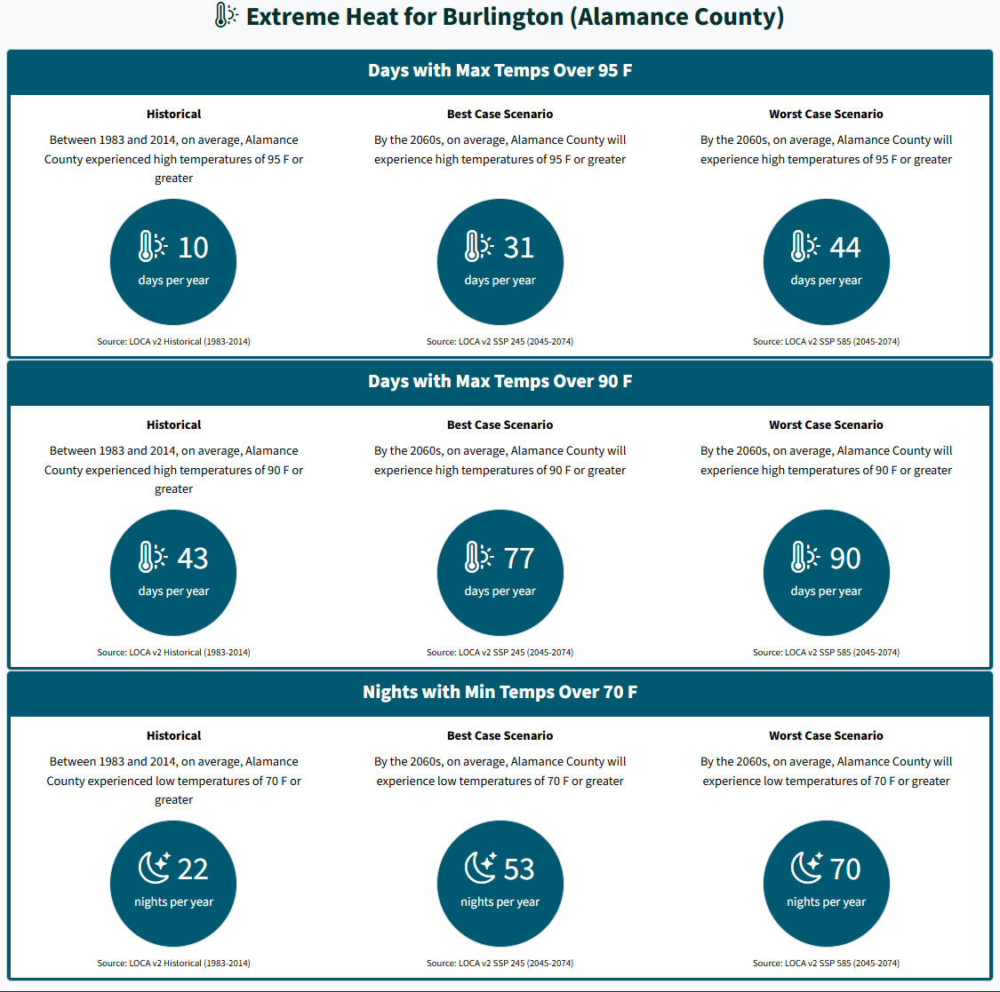 Extreme Heat for Burlington (Alamance County)
Days with Max Temps Over 95 F
Historical
Between 1983 and 2014, on average, Alamance
County experienced high temperatures of 95 F or
greater
10
days per year
Source: LOCA v2 Historical (1983-2014)
Best Case Scenario
By the 2060s, on average, Alamance County will
experience high temperatures of 95 F or greater
31
days per year
Source: LOCA v2 SSP 245 (2045-2074)
Worst Case Scenario
By the 2060s, on average, Alamance County will
experience high temperatures of 95 F or greater
44
days per year
Source: LOCA v2 SSP 585 (2045-2074)
Days with Max Temps Over 90 F
Historical
Between 1983 and 2014, on average, Alamance
County experienced high temperatures of 90 F or
greater
43
days per year
Source: LOCA v2 Historical (1983-2014)
Best Case Scenario
By the 2060s, on average, Alamance County will
experience high temperatures of 90 F or greater
77
days per year
Source: LOCA v2 SSP 245 (2045-2074)
Worst Case Scenario
By the 2060s, on average, Alamance County will
experience high temperatures of 90 F or greater
90
days per year
Source: LOCA v2 SSP 585 (2045-2074)
Nights with Min Temps Over 70 F
Historical
Between 1983 and 2014, on average, Alamance
County experienced low temperatures of 70 F or
greater
22
nights per year
Source: LOCA v2 Historical (1983-2014)
Best Case Scenario
By the 2060s, on average, Alamance County will
experience low temperatures of 70 F or greater
53
nights per year
Source: LOCA v2 SSP 245 (2045-2074)
Worst Case Scenario
By the 2060s, on average, Alamance County will
experience low temperatures of 70 F or greater
70
nights per year
Source: LOCA v2 SSP 585 (2045-2074)